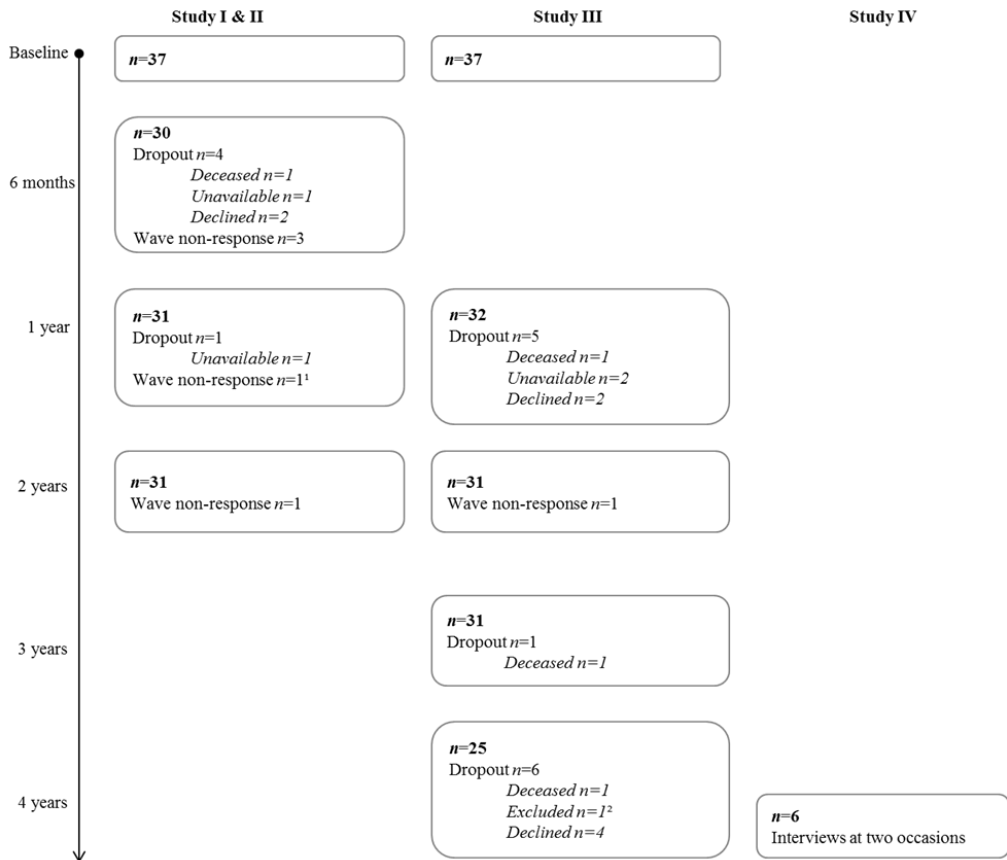 Study I & II
Study III
Study IV
Baseline
n=37
n=37
6 months
n=30
Dropout n=4
Deceased n=1
Unavailable n=1
Declined n=2
Wave non-response n=3
1 year
n=31
Dropout n=1
Unavailable n=1
Wave non-response n=1¹
n=32
Dropout n=5
Deceased n=1
Unavailable n=2
Declined n=2
2 years
n=31
Wave non-response n=1
n=31
Wave non-response n=1
3 years
n=31
Dropout n=1
Deceased n=1
4 years
n=25
Dropout n=6
Deceased n=1
Excluded n=1²
Declined n=4
n=6
Interviews at two occasions